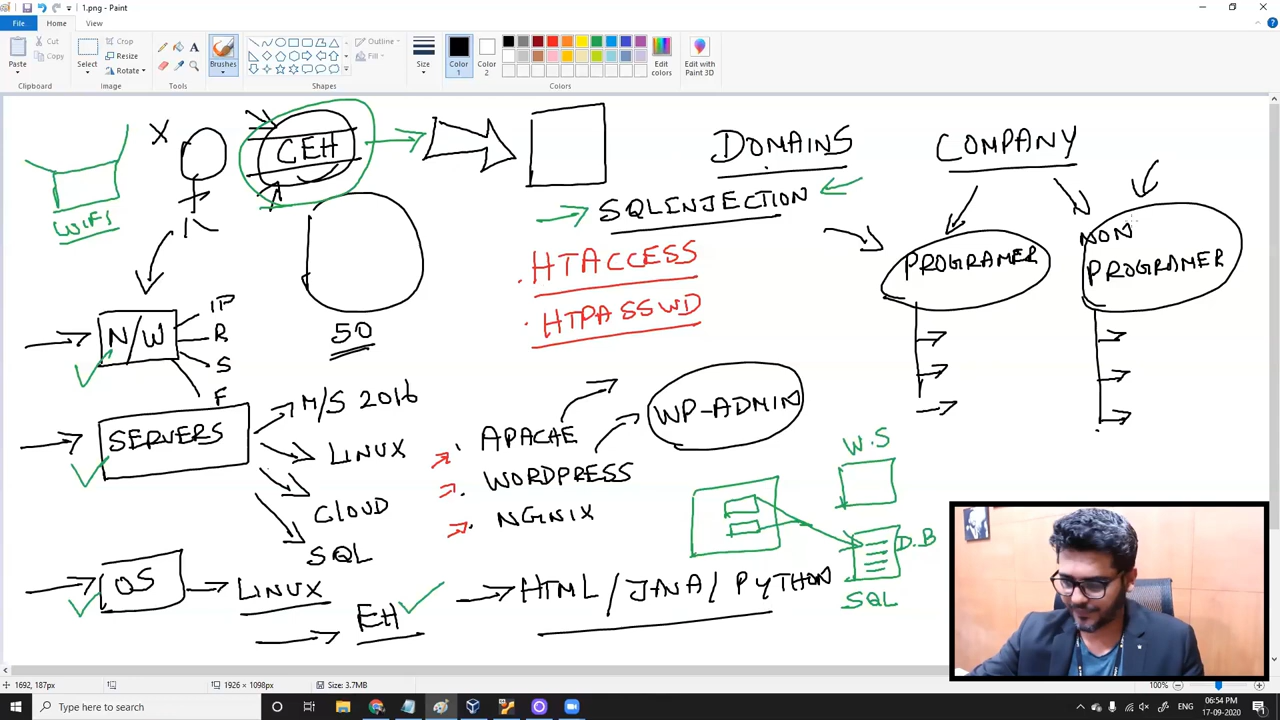 1.png - Paint
File
Home
View
Paste
Cut
Copy
Clipboard
Select
Crop
Resize
Rotate
Image
Tools
Brushes
Shapes
Outline
Fill
Size
Color 1
Color 2
Edit colors
Edit with Paint 3D
Colors
WIFI
X
CEH
DOMAINS
COMPANY
SQLENJECTION
HTACCESS
HTPASSWD
PROGRAMER
NON
PROGRAMER
N/W
IP
R
S
F
50
SERVERS
M/S 2016
LINUX
CLOUD
SQL
APACHE
WORDPRESS
NGINIX
WP-ADMIN
W.S
D.B
SQL
OS
LINUX
EH
HTML/JAVA/PYTHON
1692, 187px
1926 × 1098px
Size: 3.7MB
100%
Type here to search
ENG
06:54 PM
17-09-2020